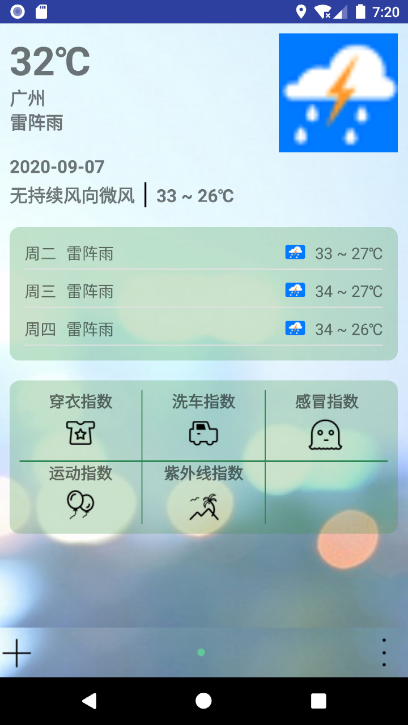 7:20
32℃
广州
雷阵雨
2020-09-07
无持续风向微风 33 ~ 26℃
周二 雷阵雨 33 ~ 27℃
周三 雷阵雨 34 ~ 27℃
周四 雷阵雨 34 ~ 26℃
穿衣指数 洗车指数 感冒指数
运动指数 紫外线指数